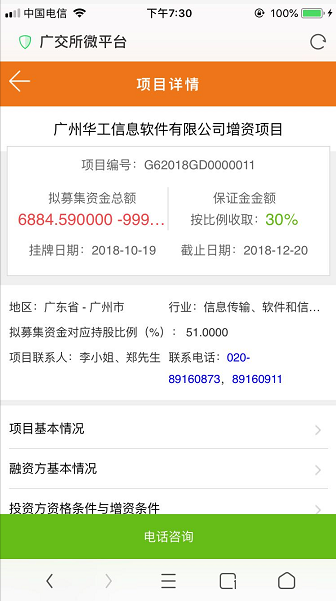 中国电信 下午7:30 100%
广交所微平台
项目详情
广州华工信息软件有限公司增资项目
项目编号：G62018GD0000011
拟募集资金总额 保证金金额
6884.590000 -999... 按比例收取：30%
挂牌日期：2018-10-19 截止日期：2018-12-20
地区：广东省 - 广州市 行业：信息传输、软件和信...
拟募集资金对应持股比例（%）：51.0000
项目联系人：李小姐、郑先生 联系电话：020-
89160873，89160911
项目基本情况
融资方基本情况
投资方资格条件与增资条件
电话咨询
1